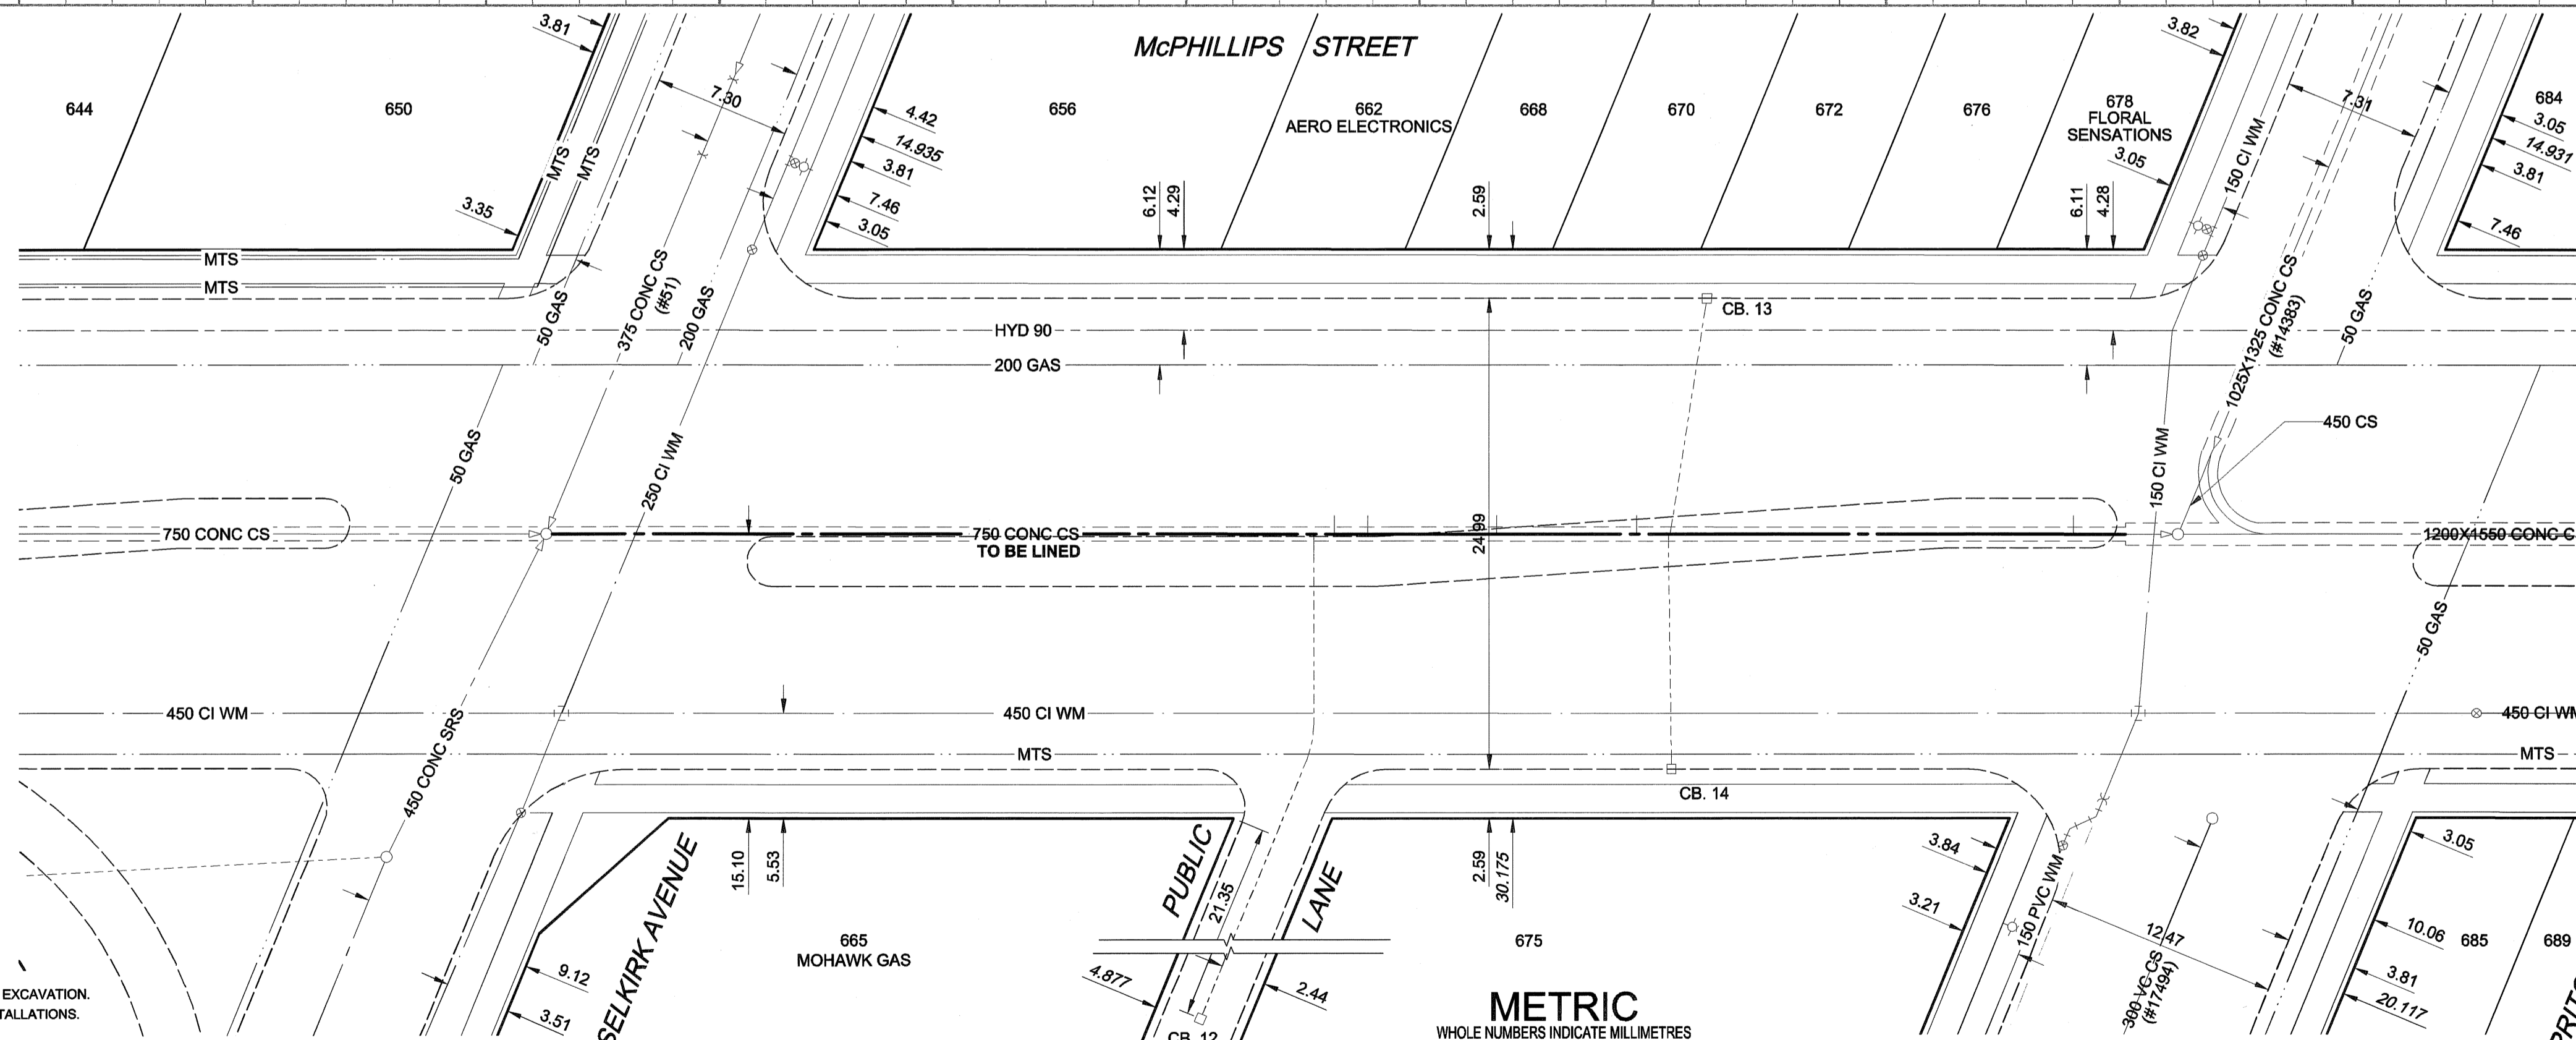 McPHILLIPS STREET
3.81
3.82
7.30
7.31
644
650
656
662
AERO ELECTRONICS
668
670
672
676
678
FLORAL
SENSATIONS
3.05
684
3.05
14.931
3.81
7.46
MTS
MTS
3.35
4.42
14.935
3.81
7.46
3.05
6.12
4.29
2.59
6.11
4.28
150 CI WM
MTS
MTS
50 GAS
375 CONC CS
(#51)
200 GAS
1025X1325 CONC CS
(#14383)
50 GAS
CB. 13
HYD 90
200 GAS
450 CS
50 GAS
250 CI WM
150 CI WM
24.99
750 CONC CS
750 CONC CS
TO BE LINED
1200X1550 CONC C
50 GAS
450 CONC SRS
450 CI WM
450 CI WM
450 CI WM
MTS
MTS
CB. 14
15.10
5.53
2.59
30.175
3.84
3.21
3.05
SELKIRK AVENUE
PUBLIC
LANE
21.35
150 PVC WM
12.47
300 VC CS
(#17494)
665
MOHAWK GAS
675
685
689
10.06
3.81
20.117
9.12
3.51
4.877
2.44
EXCAVATION.
TALLATIONS.
METRIC
WHOLE NUMBERS INDICATE MILLIMETRES
CB. 12